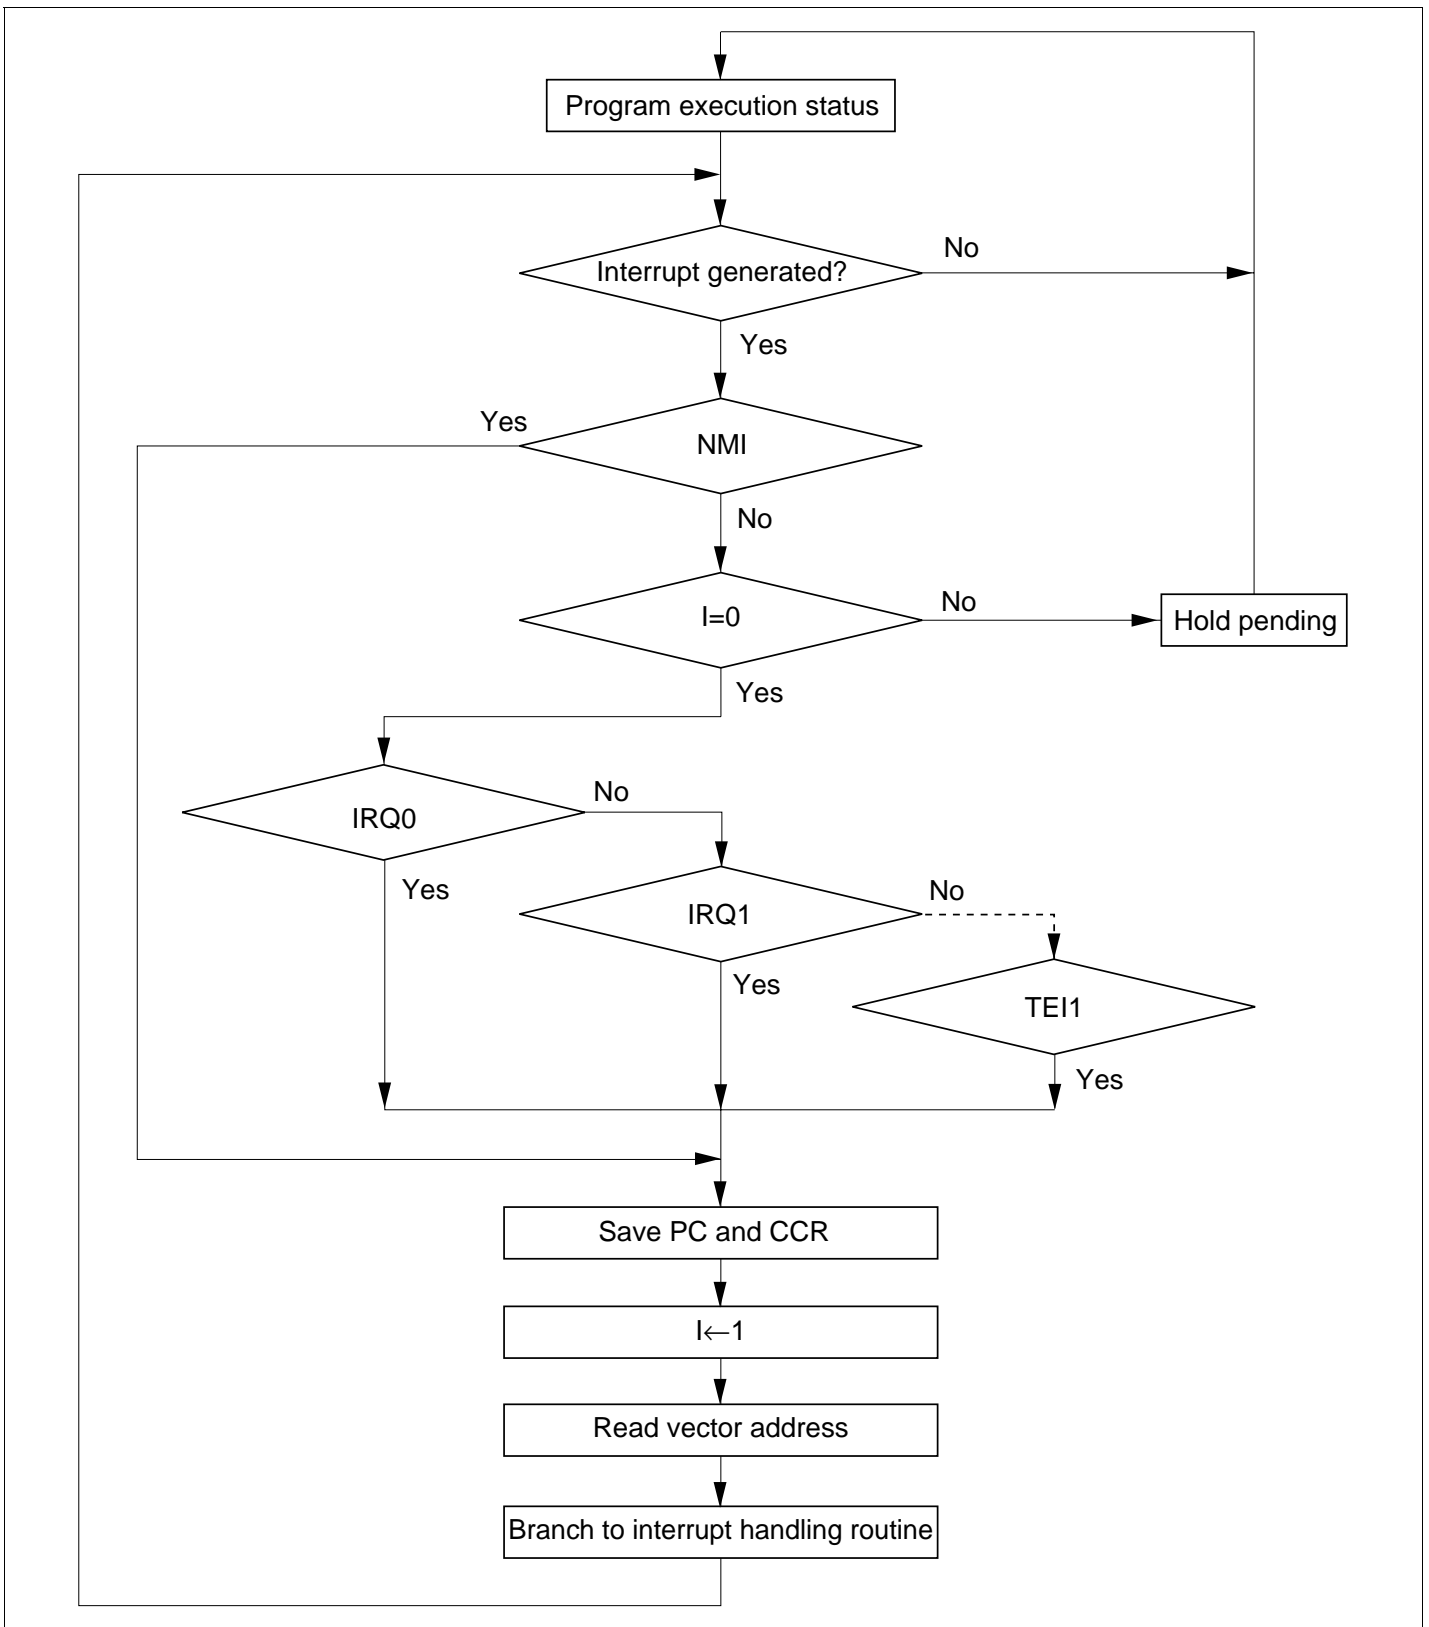 Program execution status
Interrupt generated?
No
Yes
Yes
NMI
No
I=0
No
Hold pending
Yes
IRQ0
No
Yes
IRQ1
No
Yes
TEI1
Yes
Save PC and CCR
I←1
Read vector address
Branch to interrupt handling routine